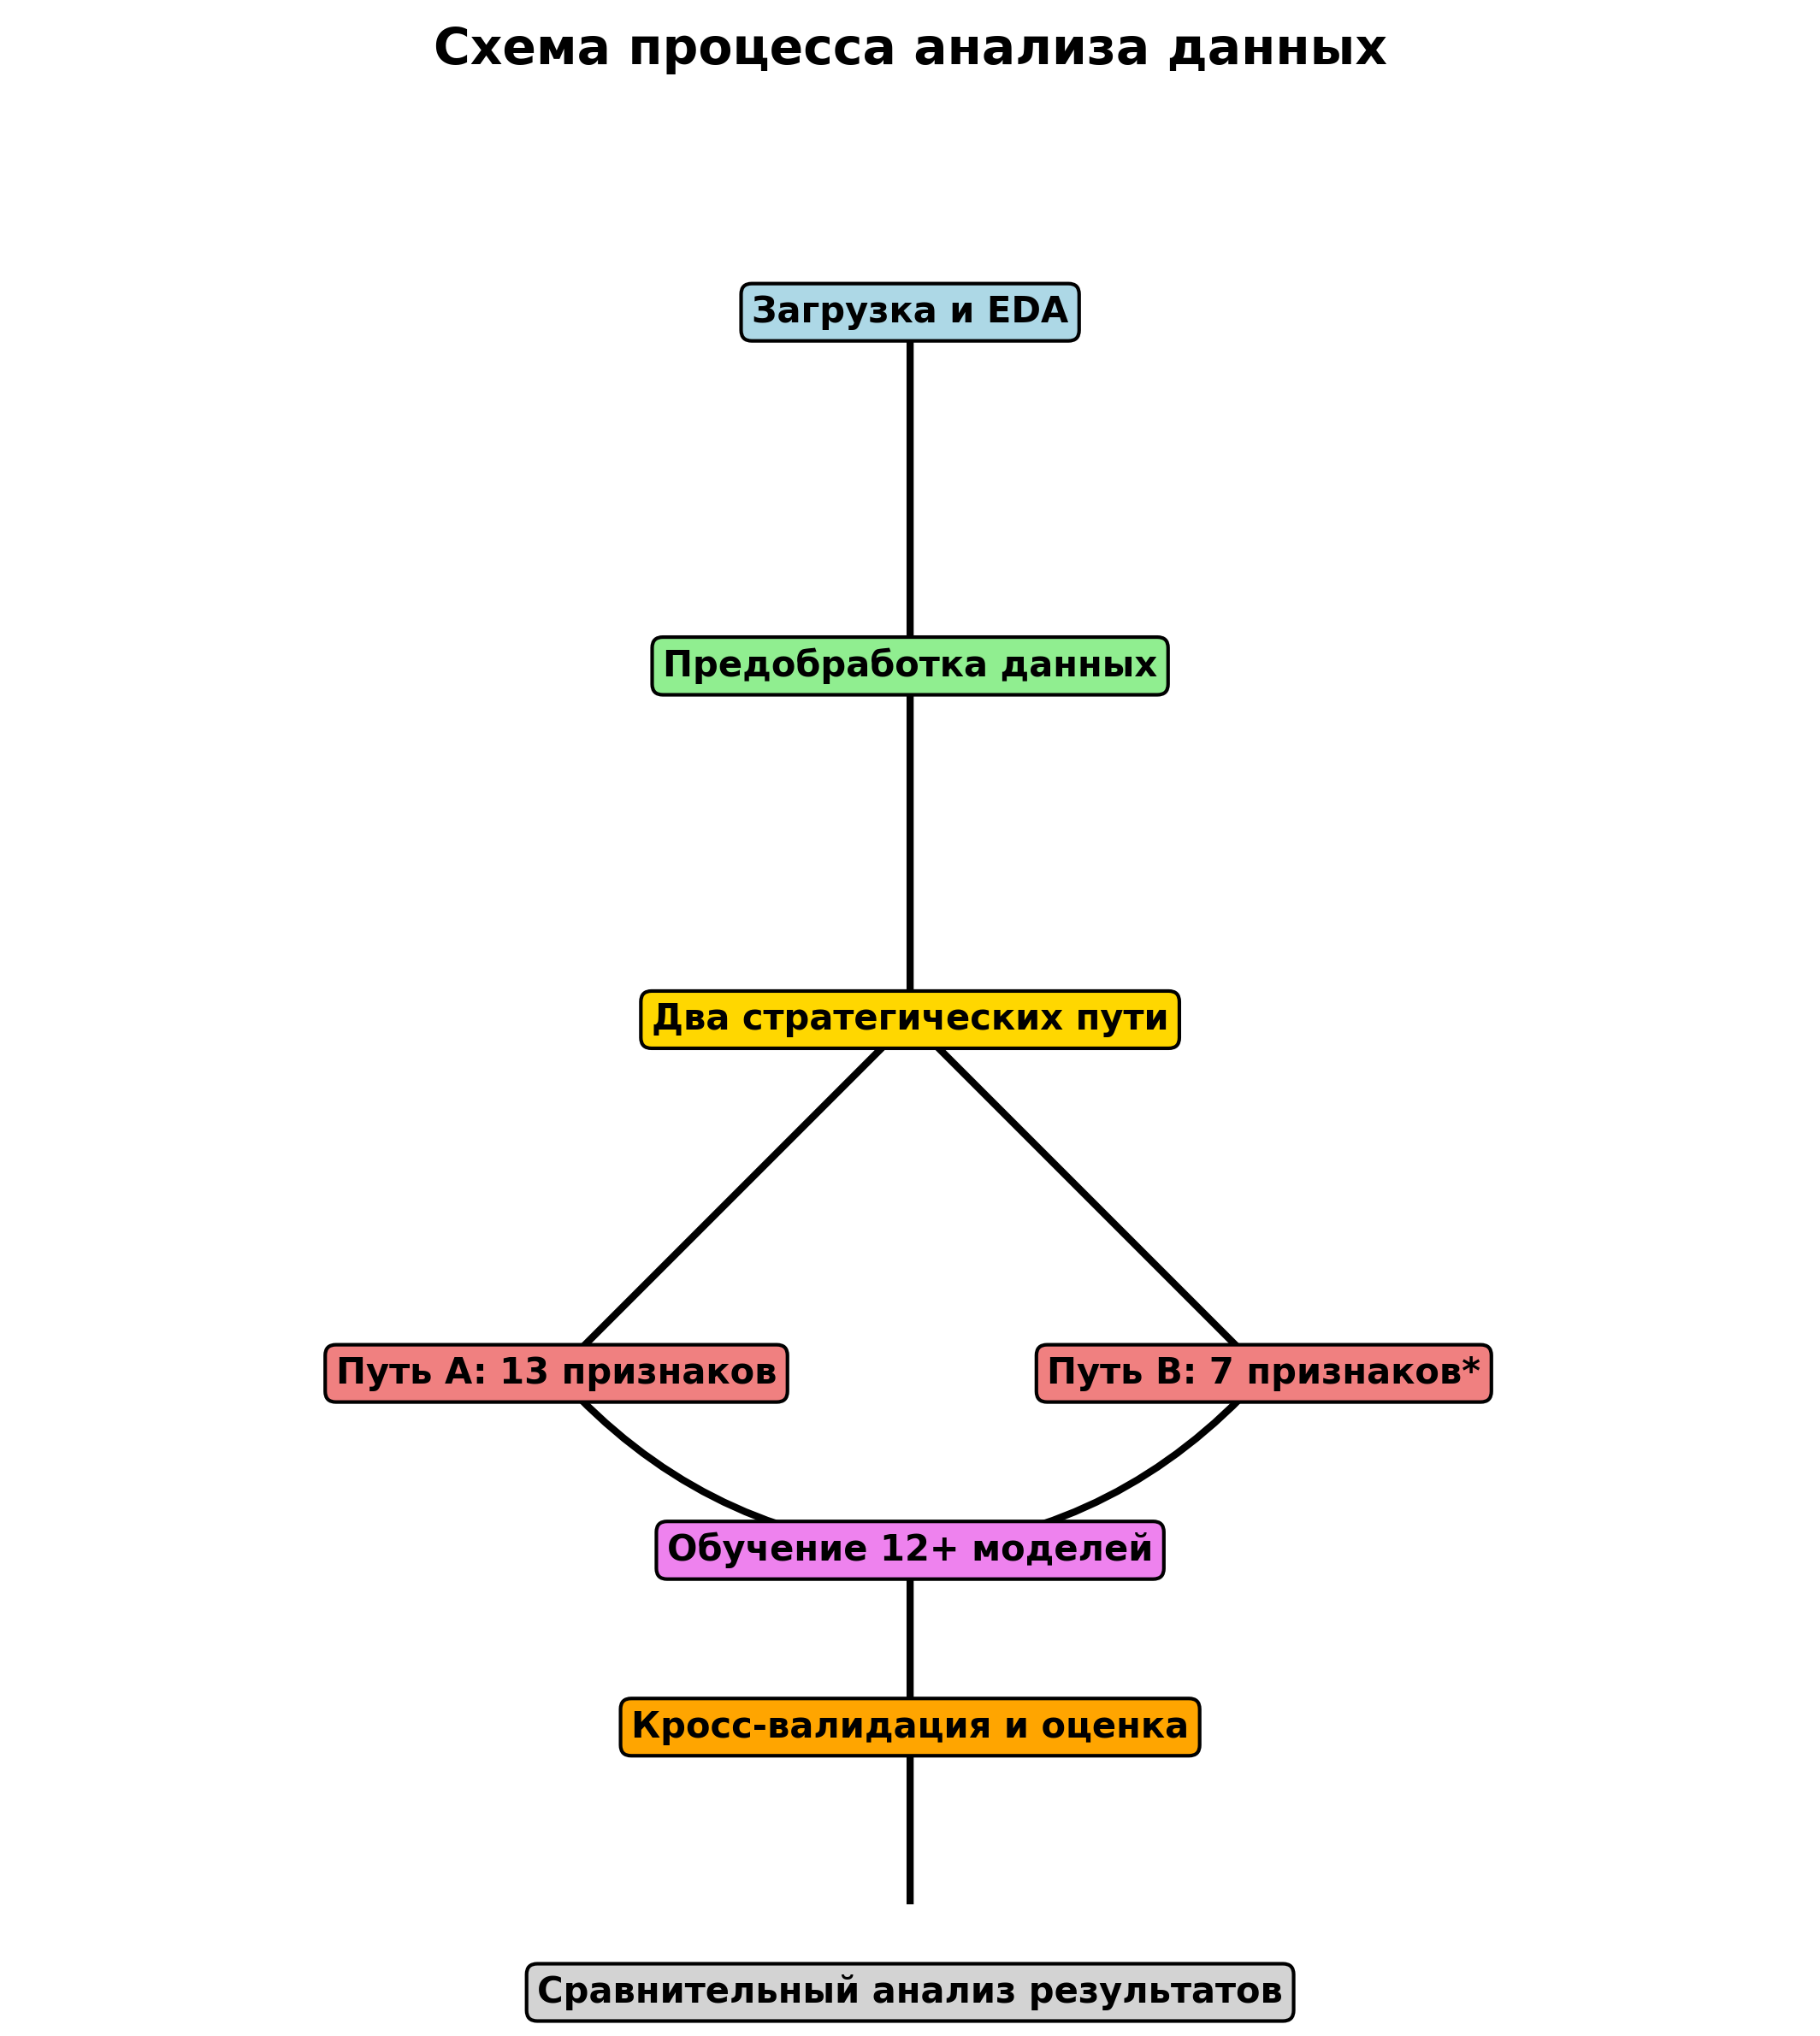 Схема процесса анализа данных
Загрузка и EDA
Предобработка данных
Два стратегических пути
Путь A: 13 признаков
Путь B: 7 признаков*
Обучение 12+ моделей
Кросс-валидация и оценка
Сравнительный анализ результатов